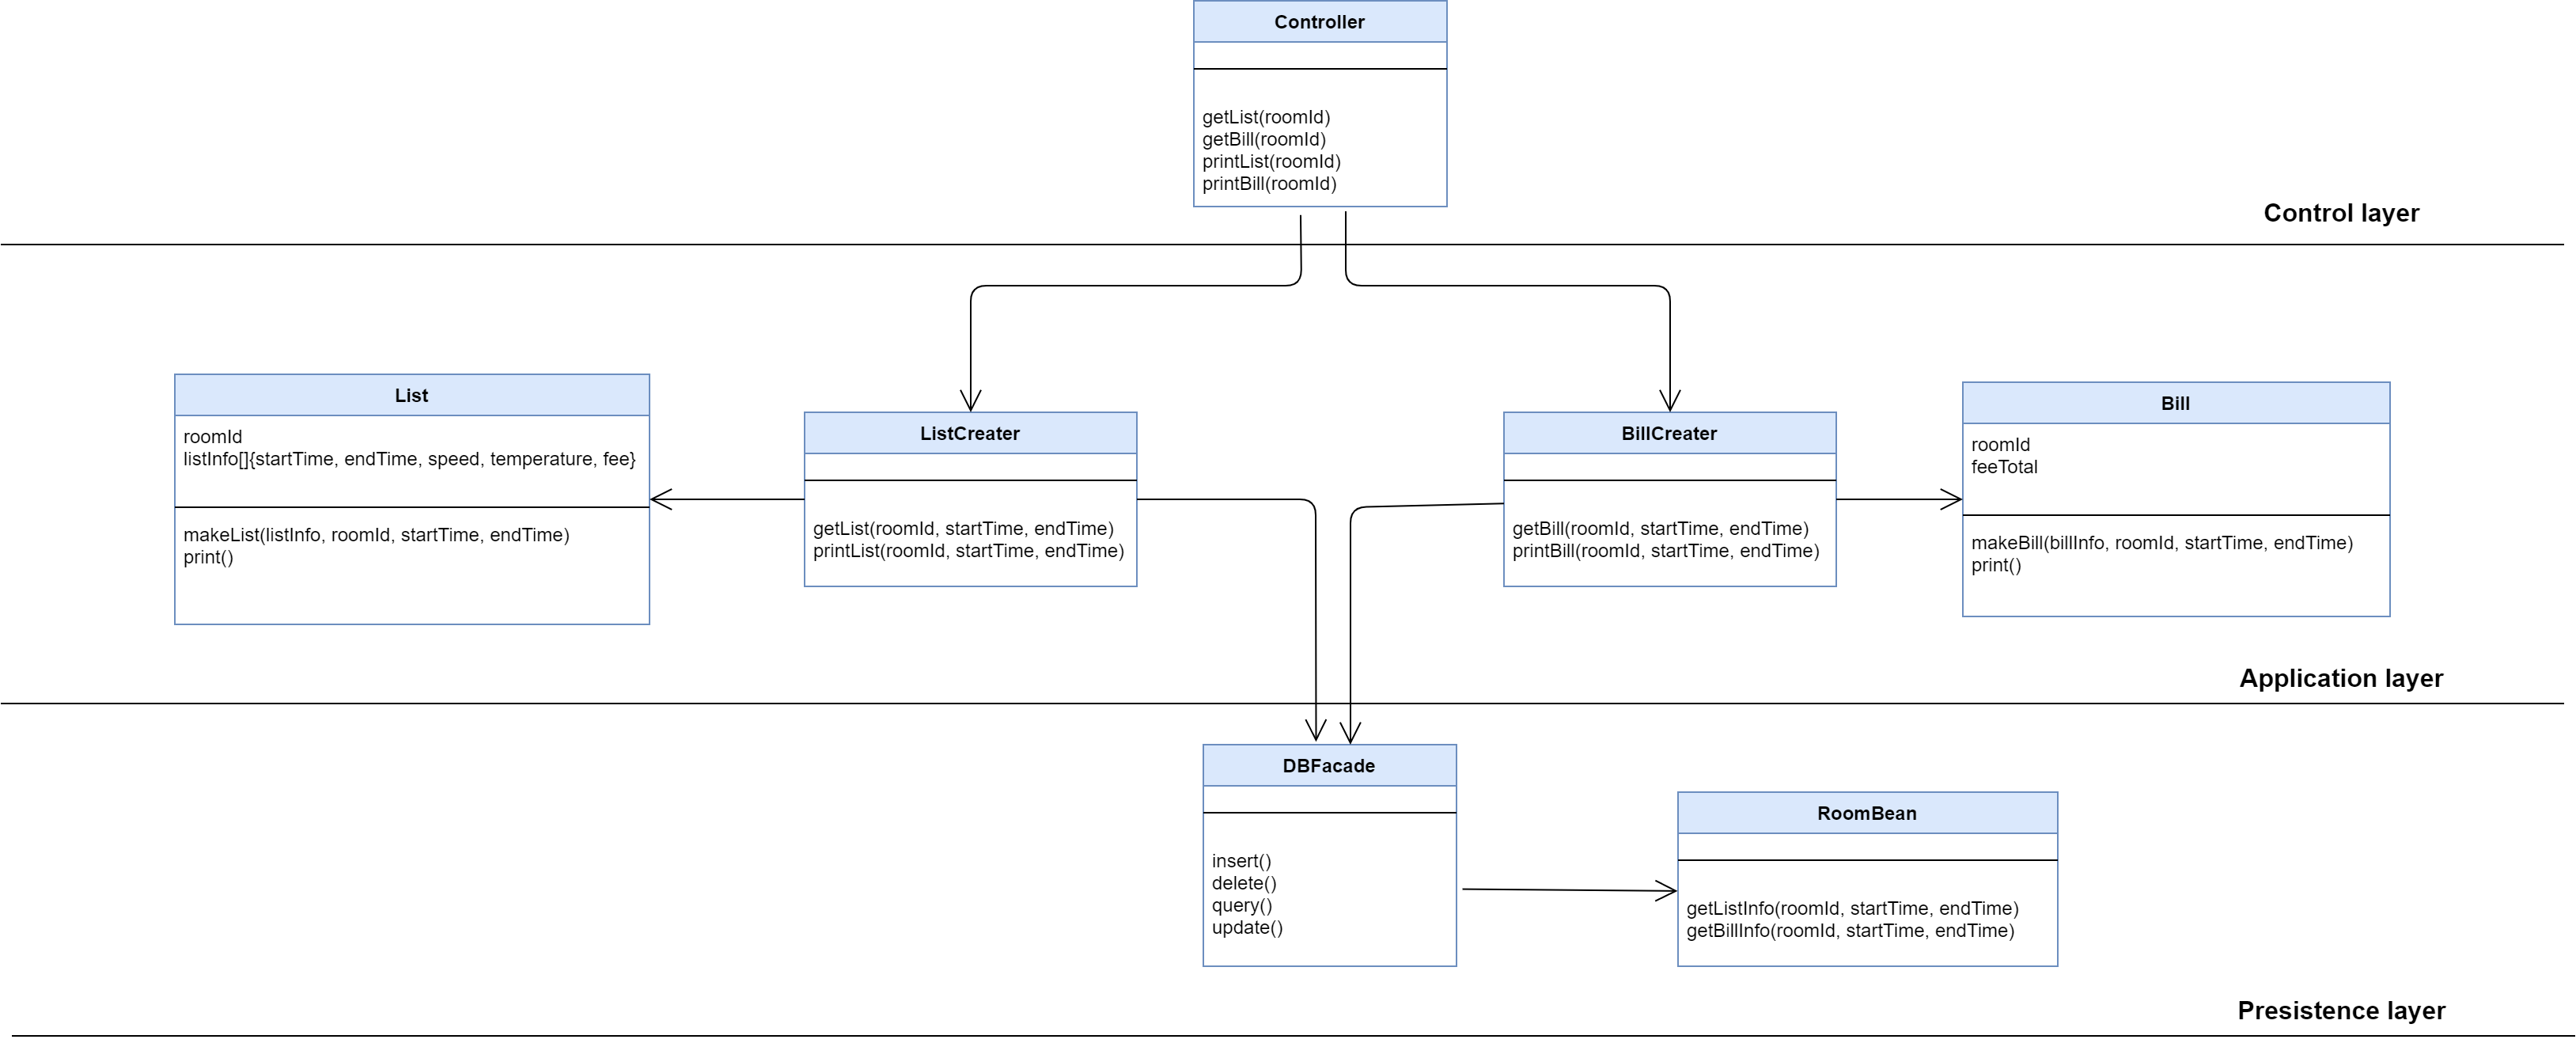 Controller
getList(roomId)
getBill(roomId)
printList(roomId)
printBill(roomId)
Control layer
List
roomId
listInfo[]{startTime, endTime, speed, temperature, fee}
makeList(listInfo, roomId, startTime, endTime)
print()
ListCreater
getList(roomId, startTime, endTime)
printList(roomId, startTime, endTime)
BillCreater
getBill(roomId, startTime, endTime)
printBill(roomId, startTime, endTime)
Bill
roomId
feeTotal
makeBill(billInfo, roomId, startTime, endTime)
print()
Application layer
DBFacade
insert()
delete()
query()
update()
RoomBean
getListInfo(roomId, startTime, endTime)
getBillInfo(roomId, startTime, endTime)
Presistence layer